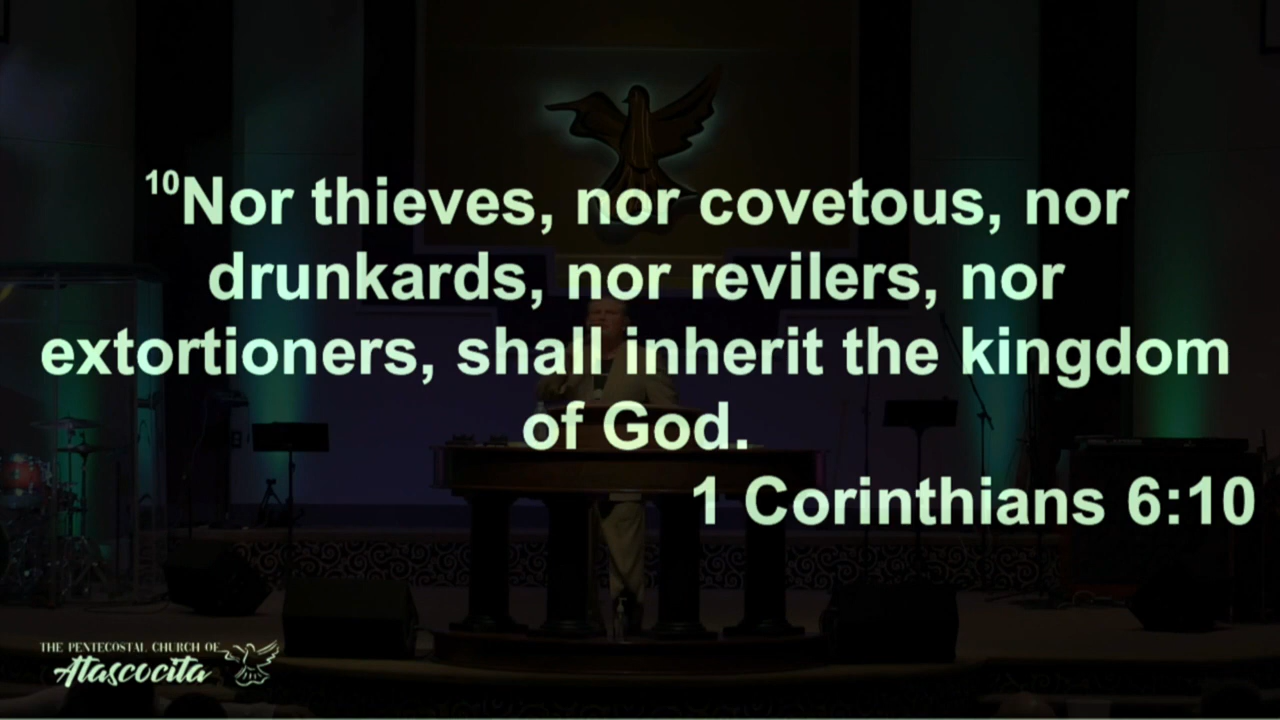 ¹⁰Nor thieves, nor covetous, nor
drunkards, nor revilers, nor
extortioners, shall inherit the kingdom
of God.
1 Corinthians 6:10
THE PENTECOSTAL CHURCH OF
Atascocita